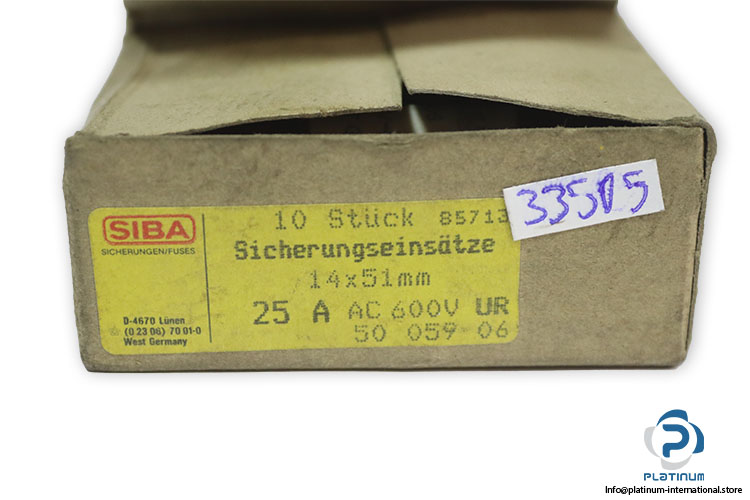 10 Stück 85713
SIBA
SICHERUNGEN/FUSES
Sicherungseinsätze
14x51mm
25 A AC 600V UR
50 059 06
D-4670 Lünen
(0 23 06) 70 01-0
West Germany
PLATINUM
Info@platinum-international.store